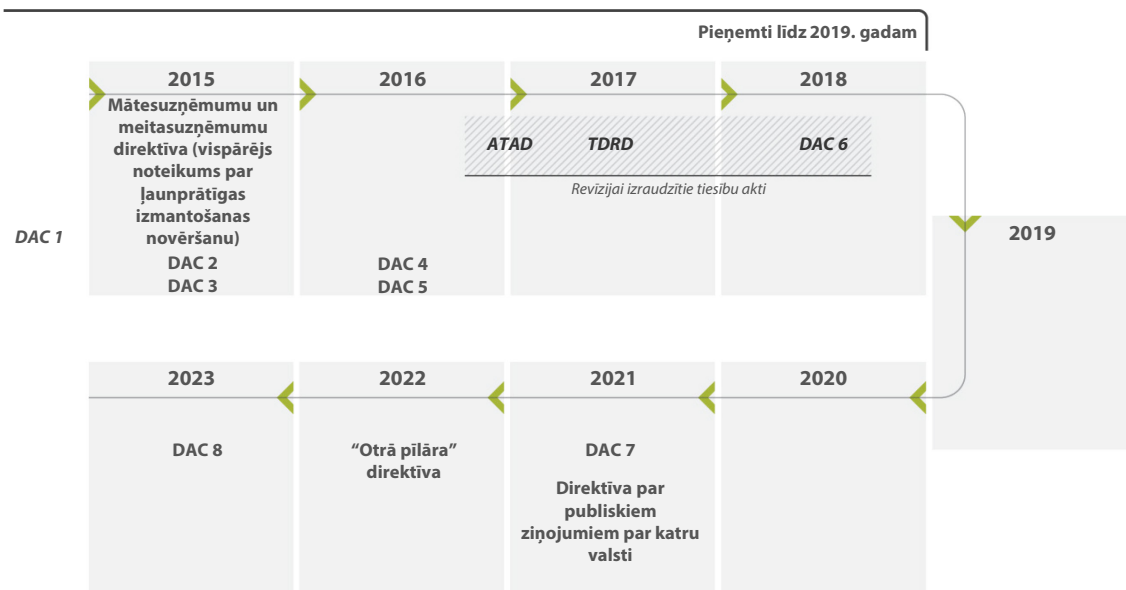 Pieņemti līdz 2019. gadam
2015
Mātesuzņēmumu un
meitasuzņēmumu
direktīva (vispārējs
noteikums par
ļaunprātīgas
izmantošanas
novēršanu)
DAC 2
DAC 3
DAC 1
2016
DAC 4
DAC 5
2017
2018
ATAD TDRD DAC 6
Revīzijai izraudzītie tiesību akti
2019
2023
DAC 8
2022
“Otrā pīlāra”
direktīva
2021
DAC 7
Direktīva par
publiskiem
ziņojumiem par katru
valsti
2020